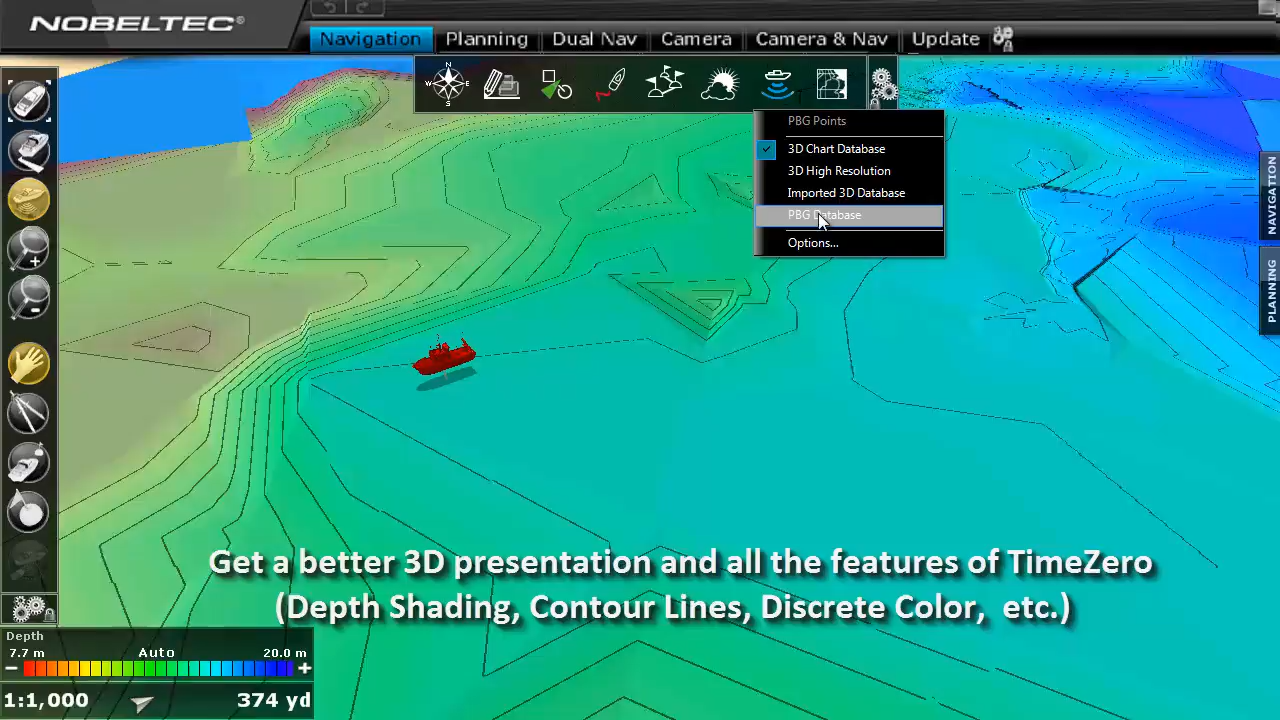 NOBELTEC®
Navigation Planning Dual Nav Camera Camera & Nav Update
N
W E
S
PBG Points
3D Chart Database
3D High Resolution
Imported 3D Database
PBG Database
Options...
NAVIGATION
PLANNING
Get a better 3D presentation and all the features of TimeZero
(Depth Shading, Contour Lines, Discrete Color, etc.)
Depth
7.7 m Auto 20.0 m
1:1,000 374 yd